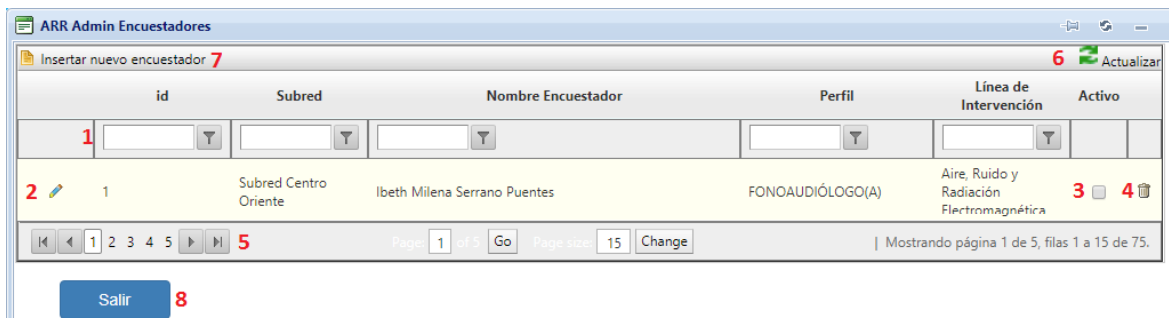 ARR Admin Encuestadores
Insertar nuevo encuestador 7 6 Actualizar
id Subred Nombre Encuestador Perfil Línea de Intervención Activo
1
2 1 Subred Centro Oriente Ibeth Milena Serrano Puentes FONOAUDIÓLOGO(A) Aire, Ruido y Radiación Electromagnética 3 4
1 2 3 4 5 5 Page: 1 of 5 Go Page size: 15 Change | Mostrando página 1 de 5, filas 1 a 15 de 75.
Salir 8